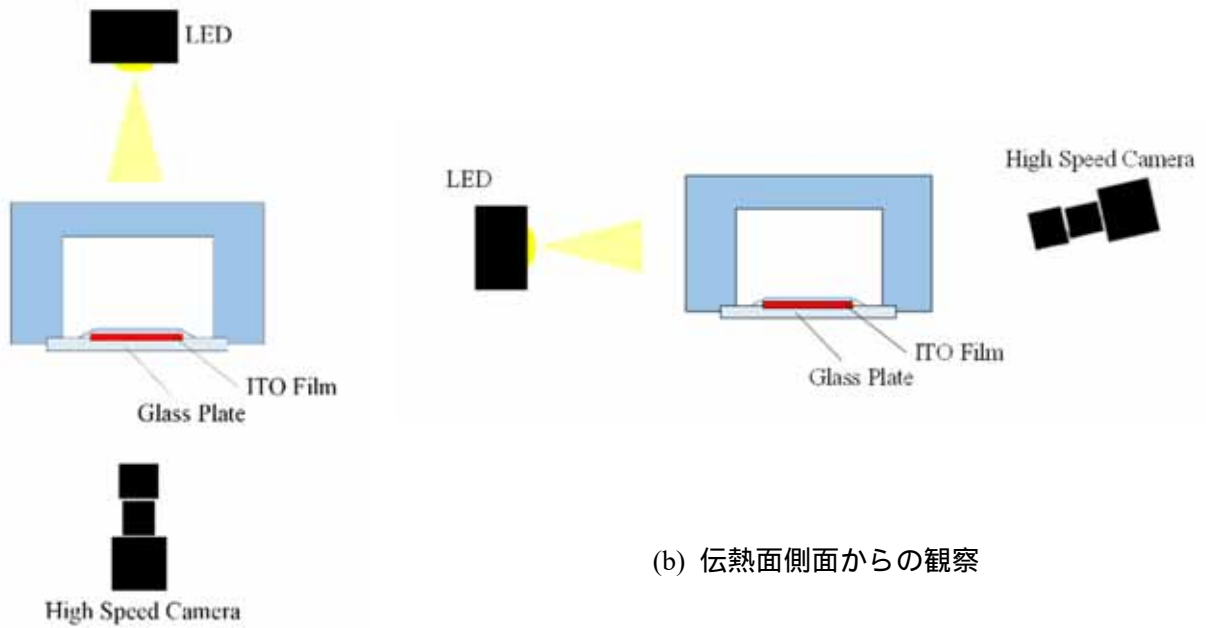 LED
ITO Film
Glass Plate
High Speed Camera
LED
High Speed Camera
ITO Film
Glass Plate
(b) 伝熱面側面からの観察